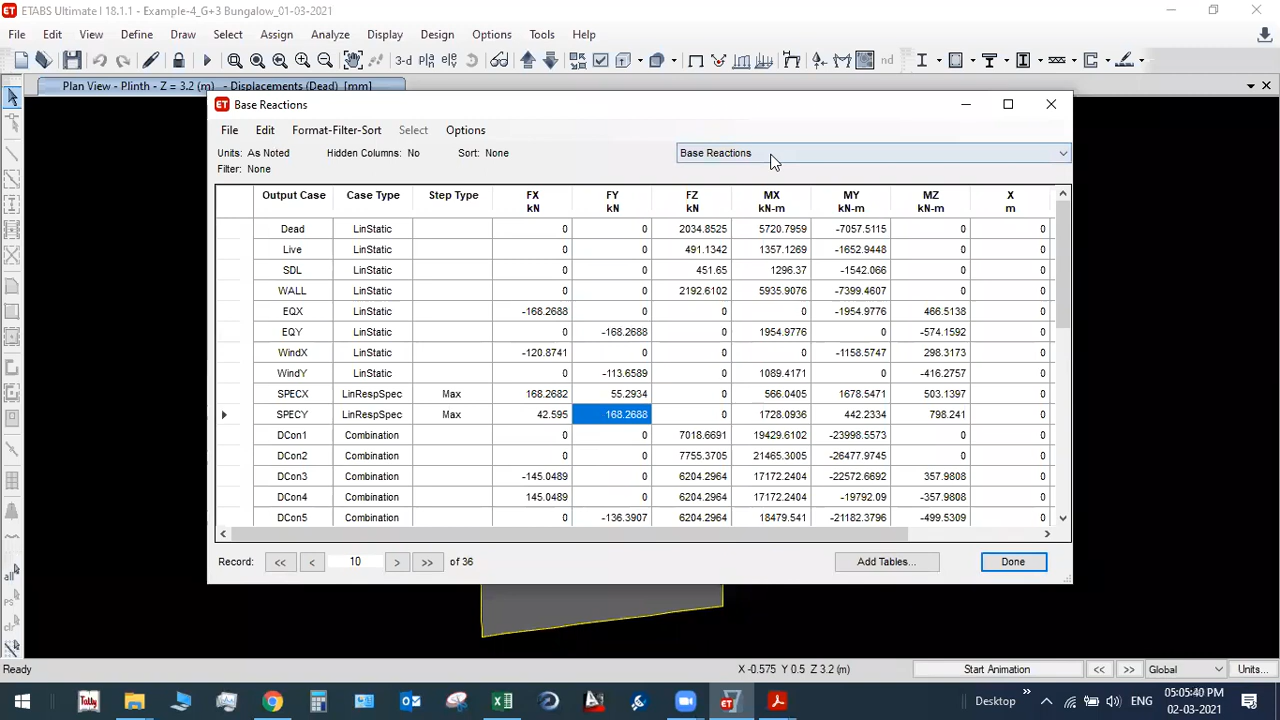 ETABS Ultimate 18.1.1 - Example-4_G+3 Bungalow_01-03-2021
File Edit View Define Draw Select Assign Analyze Display Design Options Tools Help
3-d plạ elẹ nd
Plan View - Plinth - Z = 3.2 (m) - Displacements (Dead) [mm]
ET Base Reactions
File Edit Format-Filter-Sort Select Options
Units: As Noted Hidden Columns: No Sort: None Base Reactions
Filter: None
Output Case Case Type Step Type FX kN FY kN FZ kN MX kN-m MY kN-m MZ kN-m X m
Dead LinStatic 0 0 2034.8525 5720.7959 -7057.5115 0 0
Live LinStatic 0 0 491.1342 1357.1269 -1652.9448 0 0
SDL LinStatic 0 0 451.65 1296.37 -1542.066 0 0
WALL LinStatic 0 0 2192.6102 5935.9076 -7399.4607 0 0
EQX LinStatic -168.2688 0 0 0 -1954.9776 466.5138 0
EQY LinStatic 0 -168.2688 0 1954.9776 0 -574.1592 0
WindX LinStatic -120.8741 0 0 0 -1158.5747 298.3173 0
WindY LinStatic 0 -113.6589 0 1089.4171 0 -416.2757 0
SPECX LinRespSpec Max 168.2682 55.2934 0 566.0405 1678.5471 503.1397 0
SPECY LinRespSpec Max 42.595 168.2688 0 1728.0936 442.2334 798.241 0
DCon1 Combination 0 0 7018.6691 19429.6102 -23998.5573 0 0
DCon2 Combination 0 0 7755.3705 21465.3005 -26477.9745 0 0
DCon3 Combination -145.0489 0 6204.2964 17172.2404 -22572.6692 357.9808 0
DCon4 Combination 145.0489 0 6204.2964 17172.2404 -19792.09 -357.9808 0
DCon5 Combination 0 -136.3907 6204.2964 18479.541 -21182.3796 -499.5309 0
Record: << < 10 > >> of 36 Add Tables... Done
all
PS
clr
Ready X -0.575 Y 0.5 Z 3.2 (m) Start Animation << >> Global Units...
Tally Desktop ENG 05:05:40 PM
02-03-2021